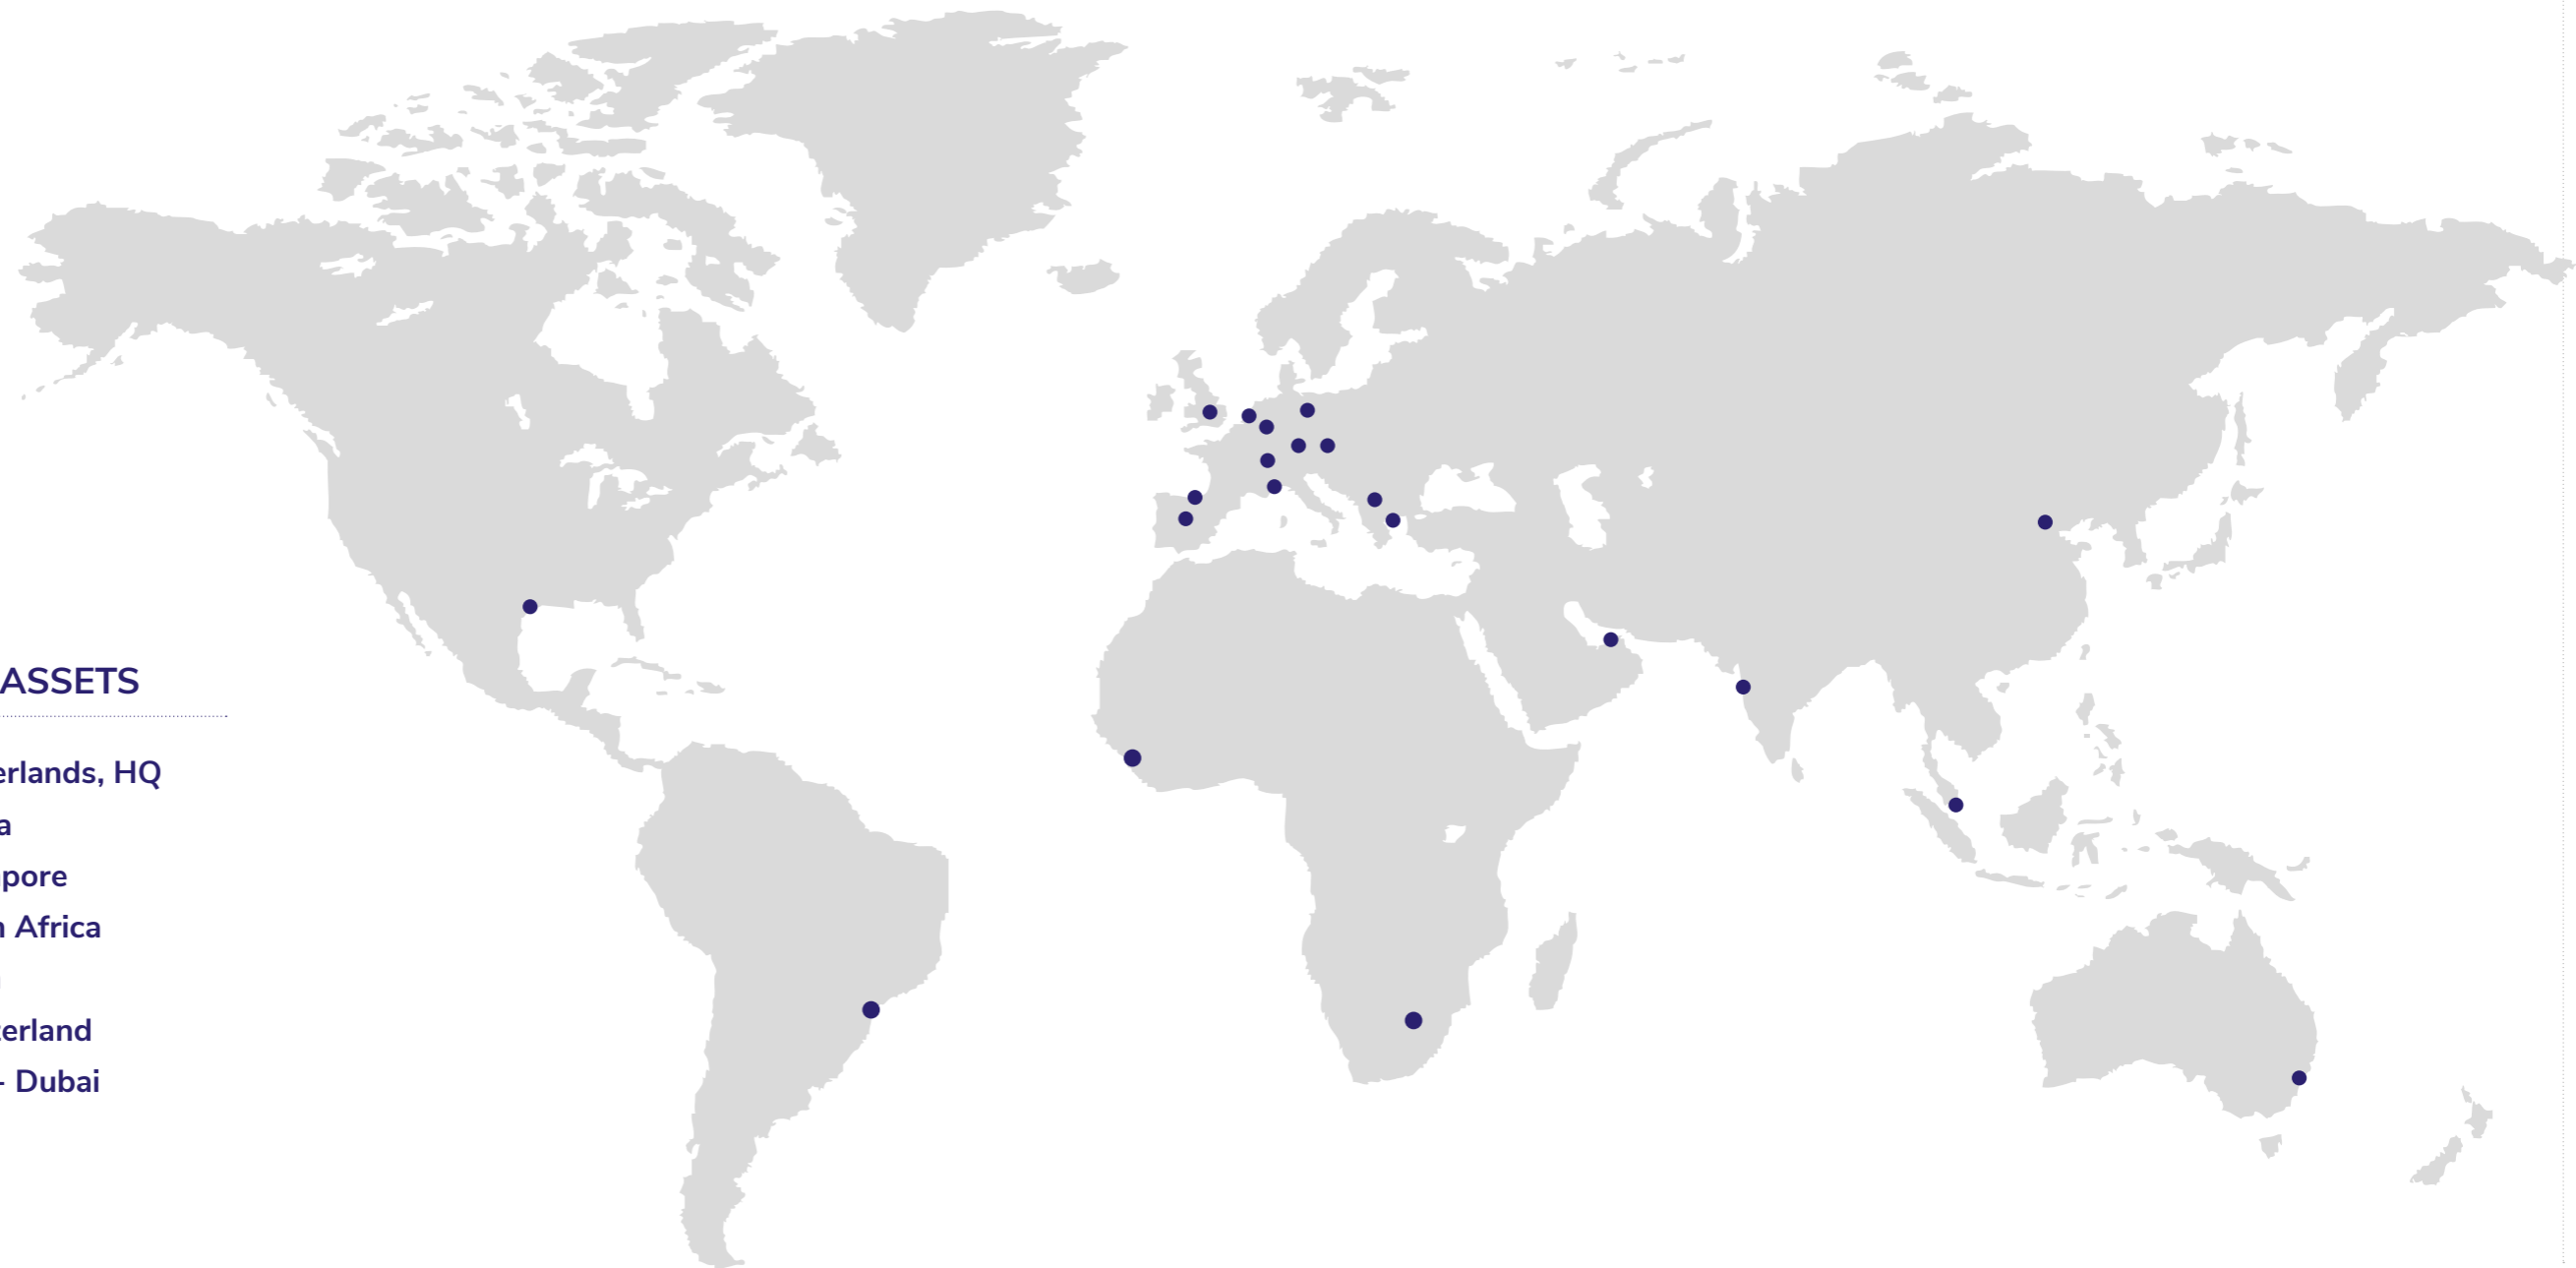 ASSETS
erlands, HQ
a
pore
Africa
erland
- Dubai